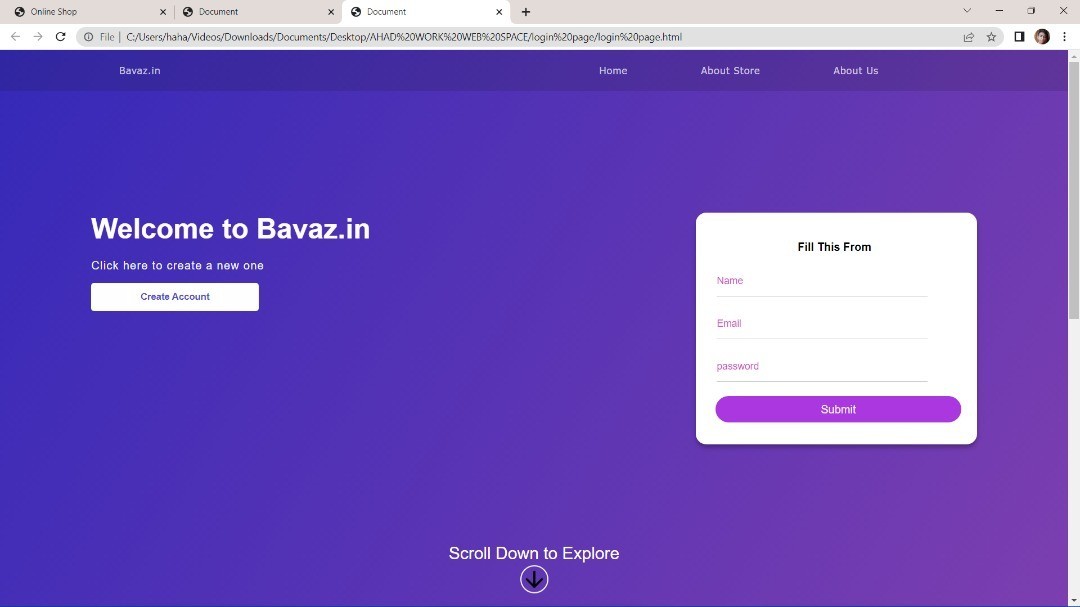 Online Shop
Document
Document
File | C:/Users/haha/Videos/Downloads/Documents/Desktop/AHAD%20WORK%20WEB%20SPACE/login%20page/login%20page.html
Bavaz.in
Home
About Store
About Us
Welcome to Bavaz.in
Click here to create a new one
Create Account
Fill This From
Name
Email
password
Submit
Scroll Down to Explore